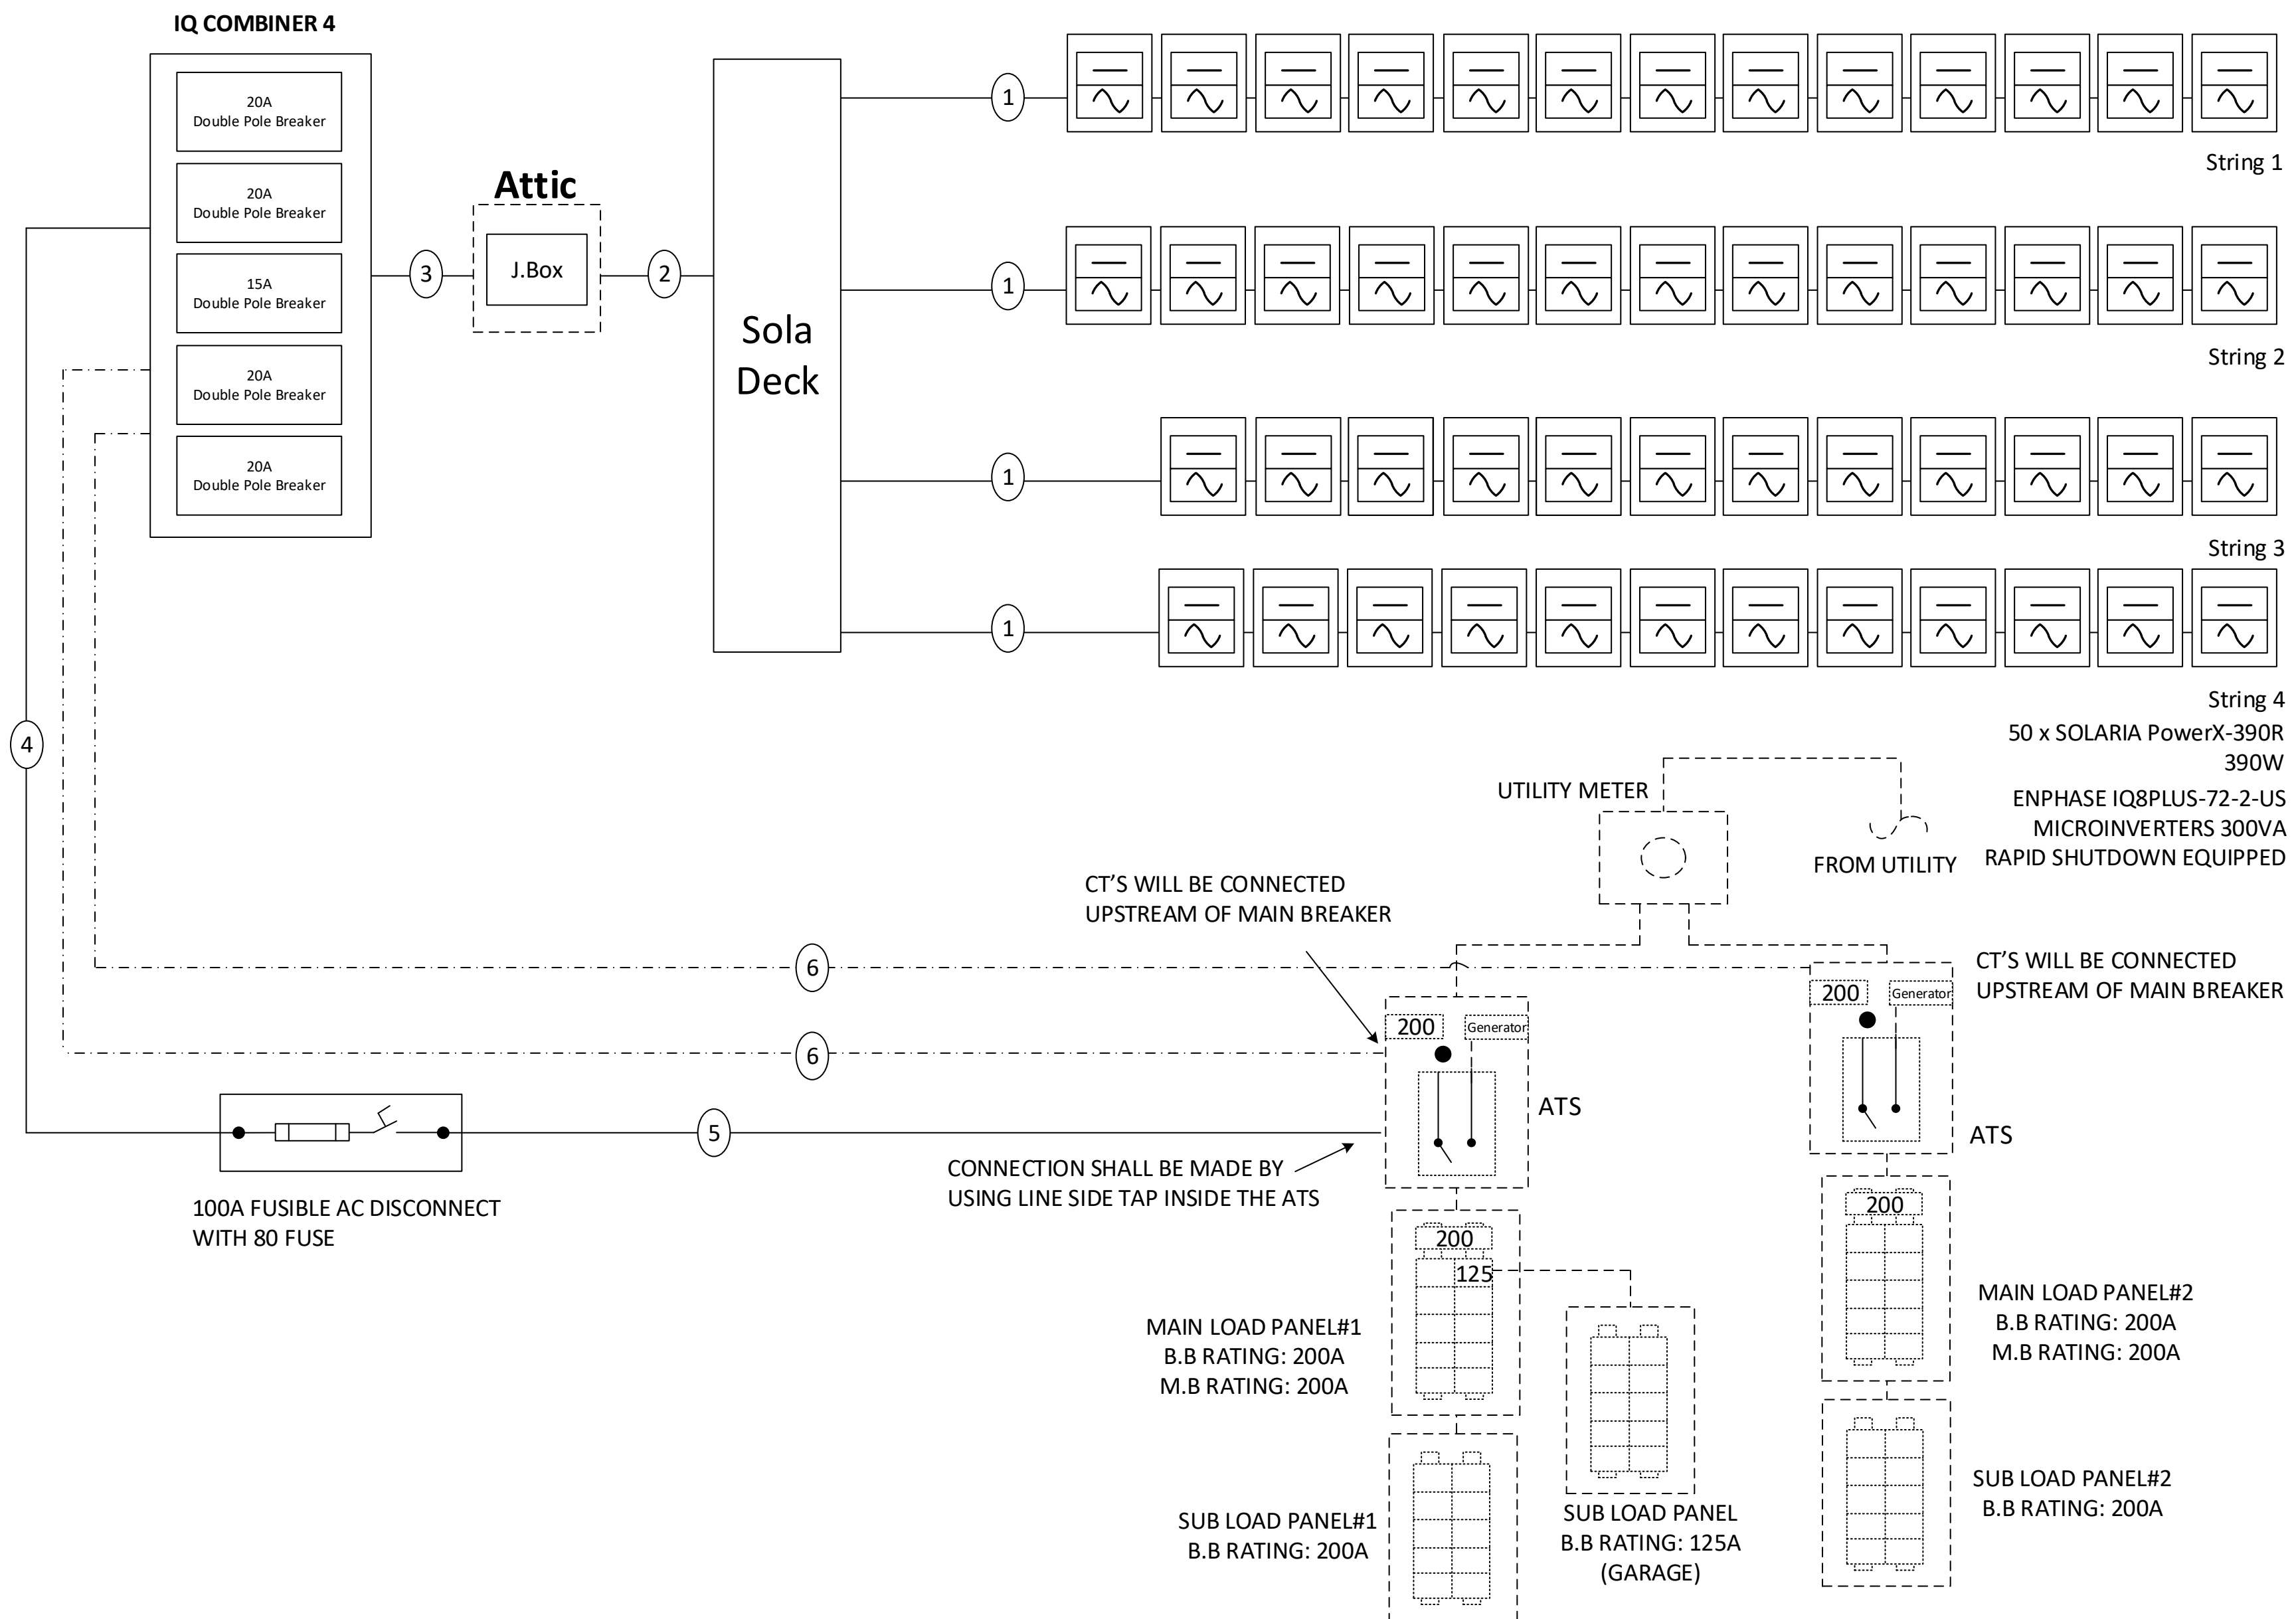 IQ COMBINER 4
20A
Double Pole Breaker
20A
Double Pole Breaker
15A
Double Pole Breaker
20A
Double Pole Breaker
20A
Double Pole Breaker
Attic
J.Box
3
2
Sola
Deck
1
String 1
1
String 2
1
String 3
1
String 4
4
50 x SOLARIA PowerX-390R
390W
ENPHASE IQ8PLUS-72-2-US
MICROINVERTERS 300VA
RAPID SHUTDOWN EQUIPPED
UTILITY METER
FROM UTILITY
CT’S WILL BE CONNECTED
UPSTREAM OF MAIN BREAKER
6
6
CT’S WILL BE CONNECTED
UPSTREAM OF MAIN BREAKER
200
Generator
ATS
200
Generator
ATS
5
CONNECTION SHALL BE MADE BY
USING LINE SIDE TAP INSIDE THE ATS
100A FUSIBLE AC DISCONNECT
WITH 80 FUSE
200
125
MAIN LOAD PANEL#1
B.B RATING: 200A
M.B RATING: 200A
200
MAIN LOAD PANEL#2
B.B RATING: 200A
M.B RATING: 200A
SUB LOAD PANEL#1
B.B RATING: 200A
SUB LOAD PANEL
B.B RATING: 125A
(GARAGE)
SUB LOAD PANEL#2
B.B RATING: 200A